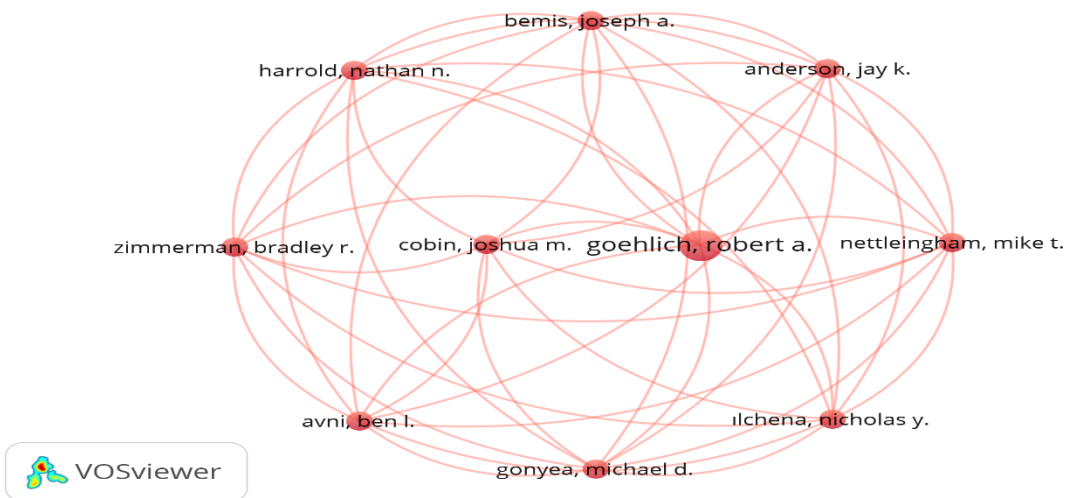 bemis, joseph a.
harrold, nathan n.
anderson, jay k.
zimmerman, bradley r.
cobin, joshua m.
goehlich, robert a.
nettleingham, mike t.
avni, ben l.
ılchena, nicholas y.
gonyea, michael d.
VOSviewer